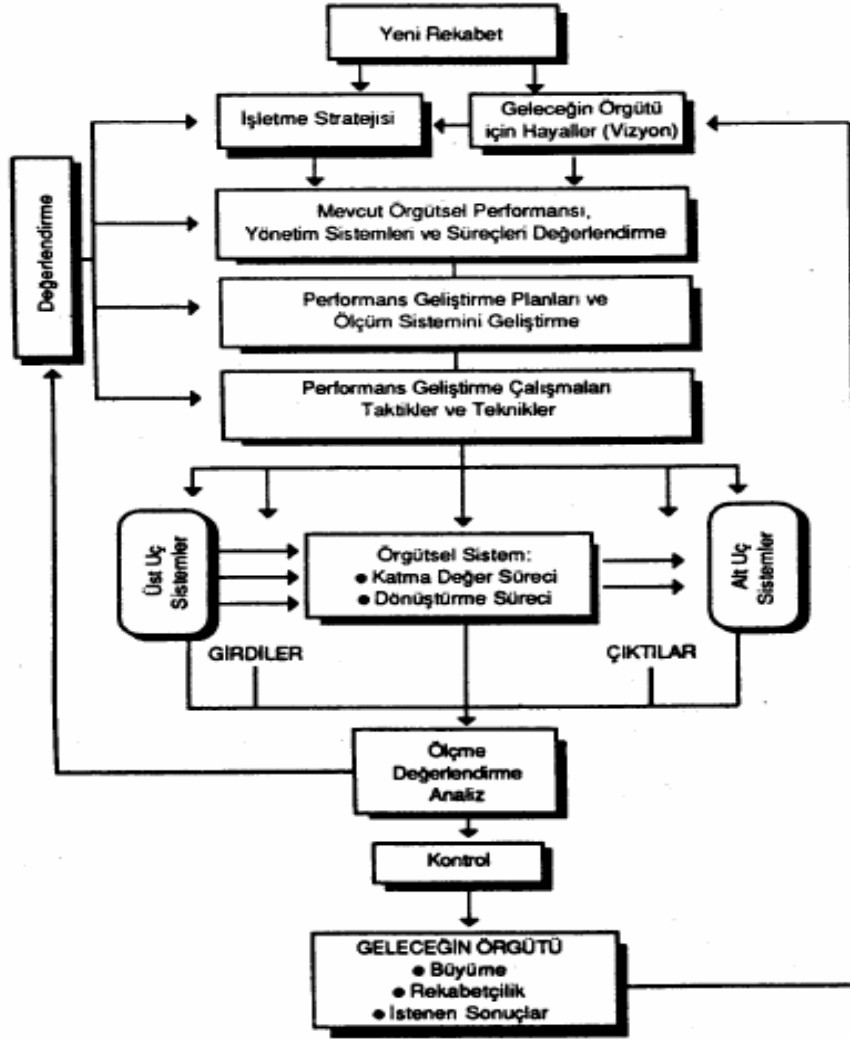 Yeni Rekabet
İşletme Stratejisi
Geleceğin Örgütü
için Hayaller (Vizyon)
Değerlendirme
Mevcut Örgütsel Performansı,
Yönetim Sistemleri ve Süreçleri Değerlendirme
Performans Geliştirme Planları ve
Ölçüm Sistemini Geliştirme
Performans Geliştirme Çalışmaları
Taktikler ve Teknikler
Üst Uç
Sistemler
Örgütsel Sistem:
● Katma Değer Süreci
● Dönüştürme Süreci
Alt Uç
Sistemler
GİRDİLER
ÇIKTILAR
Ölçme
Değerlendirme
Analiz
Kontrol
GELECEĞİN ÖRGÜTÜ
● Büyüme
● Rekabetçilik
● İstenen Sonuçlar